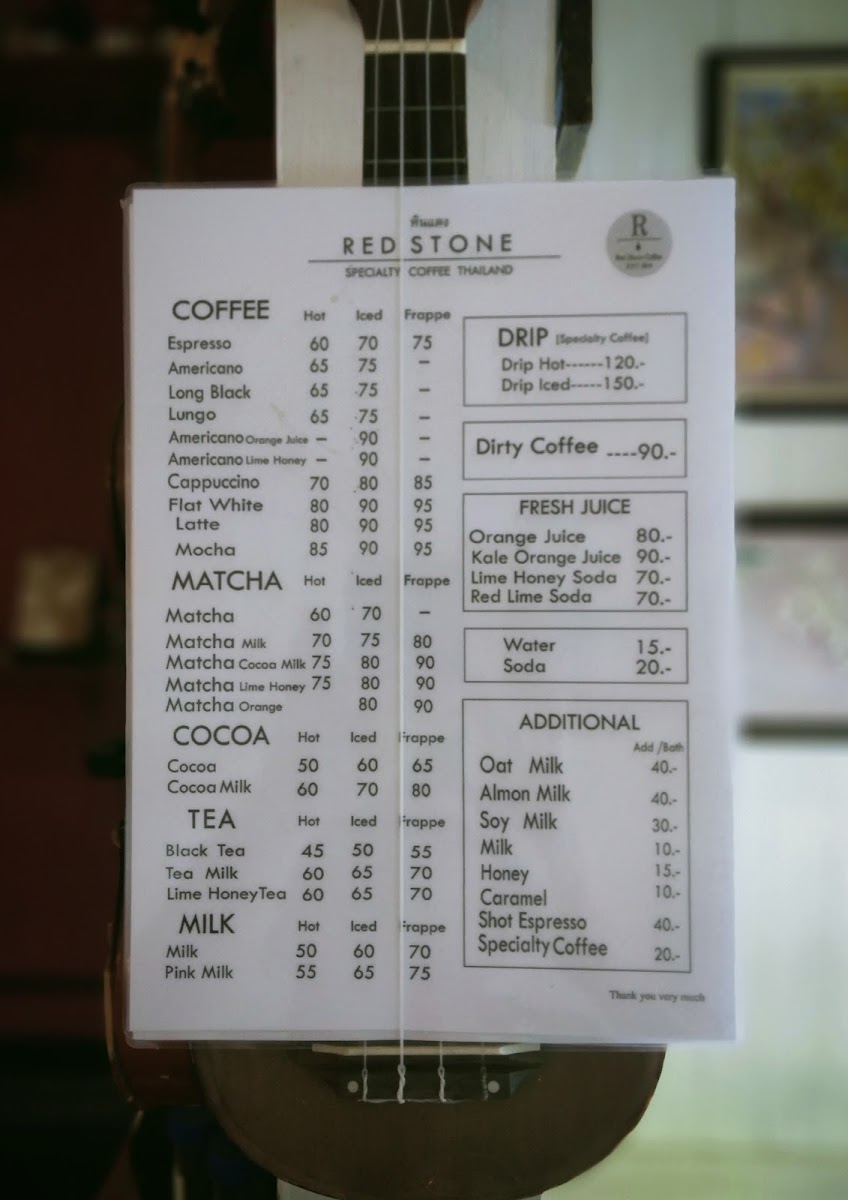 หินแดง
RED STONE
SPECIALTY COFFEE THAILAND
R
COFFEE Hot Iced Frappe
Espresso 60 70 75
Americano 65 75 –
Long Black 65 75 –
Lungo 65 75 –
Americano Orange Juice – 90 –
Americano Lime Honey – 90 –
Cappuccino 70 80 85
Flat White 80 90 95
Latte 80 90 95
Mocha 85 90 95
MATCHA Hot Iced Frappe
Matcha 60 70 –
Matcha Milk 70 75 80
Matcha Cocoa Milk 75 80 90
Matcha Lime Honey 75 80 90
Matcha Orange 80 90
COCOA Hot Iced Frappe
Cocoa 50 60 65
Cocoa Milk 60 70 80
TEA Hot Iced Frappe
Black Tea 45 50 55
Tea Milk 60 65 70
Lime Honey Tea 60 65 70
MILK Hot Iced Frappe
Milk 50 60 70
Pink Milk 55 65 75
DRIP [Specialty Coffee]
Drip Hot------120.-
Drip Iced-----150.-
Dirty Coffee ----90.-
FRESH JUICE
Orange Juice 80.-
Kale Orange Juice 90.-
Lime Honey Soda 70.-
Red Lime Soda 70.-
Water 15.-
Soda 20.-
ADDITIONAL
Add /Bath
Oat Milk 40.-
Almon Milk 40.-
Soy Milk 30.-
Milk 10.-
Honey 15.-
Caramel 10.-
Shot Espresso 40.-
Specialty Coffee 20.-
Thank you very much